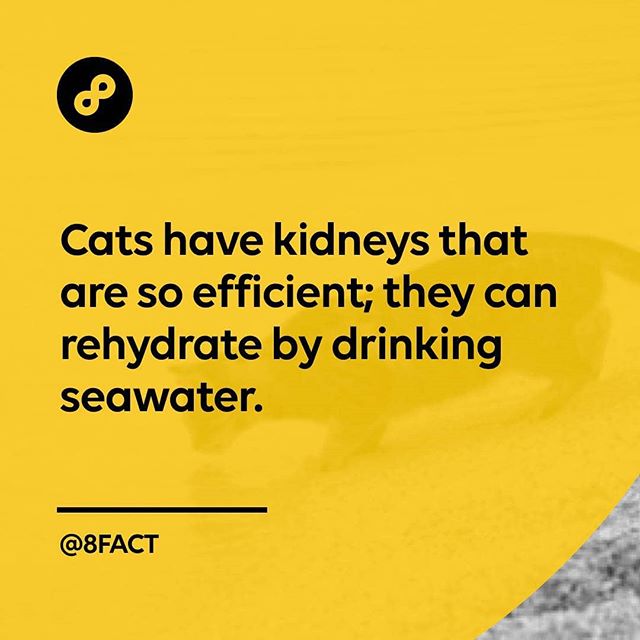 Cats have kidneys that
are so efficient; they can
rehydrate by drinking
seawater.
@8FACT